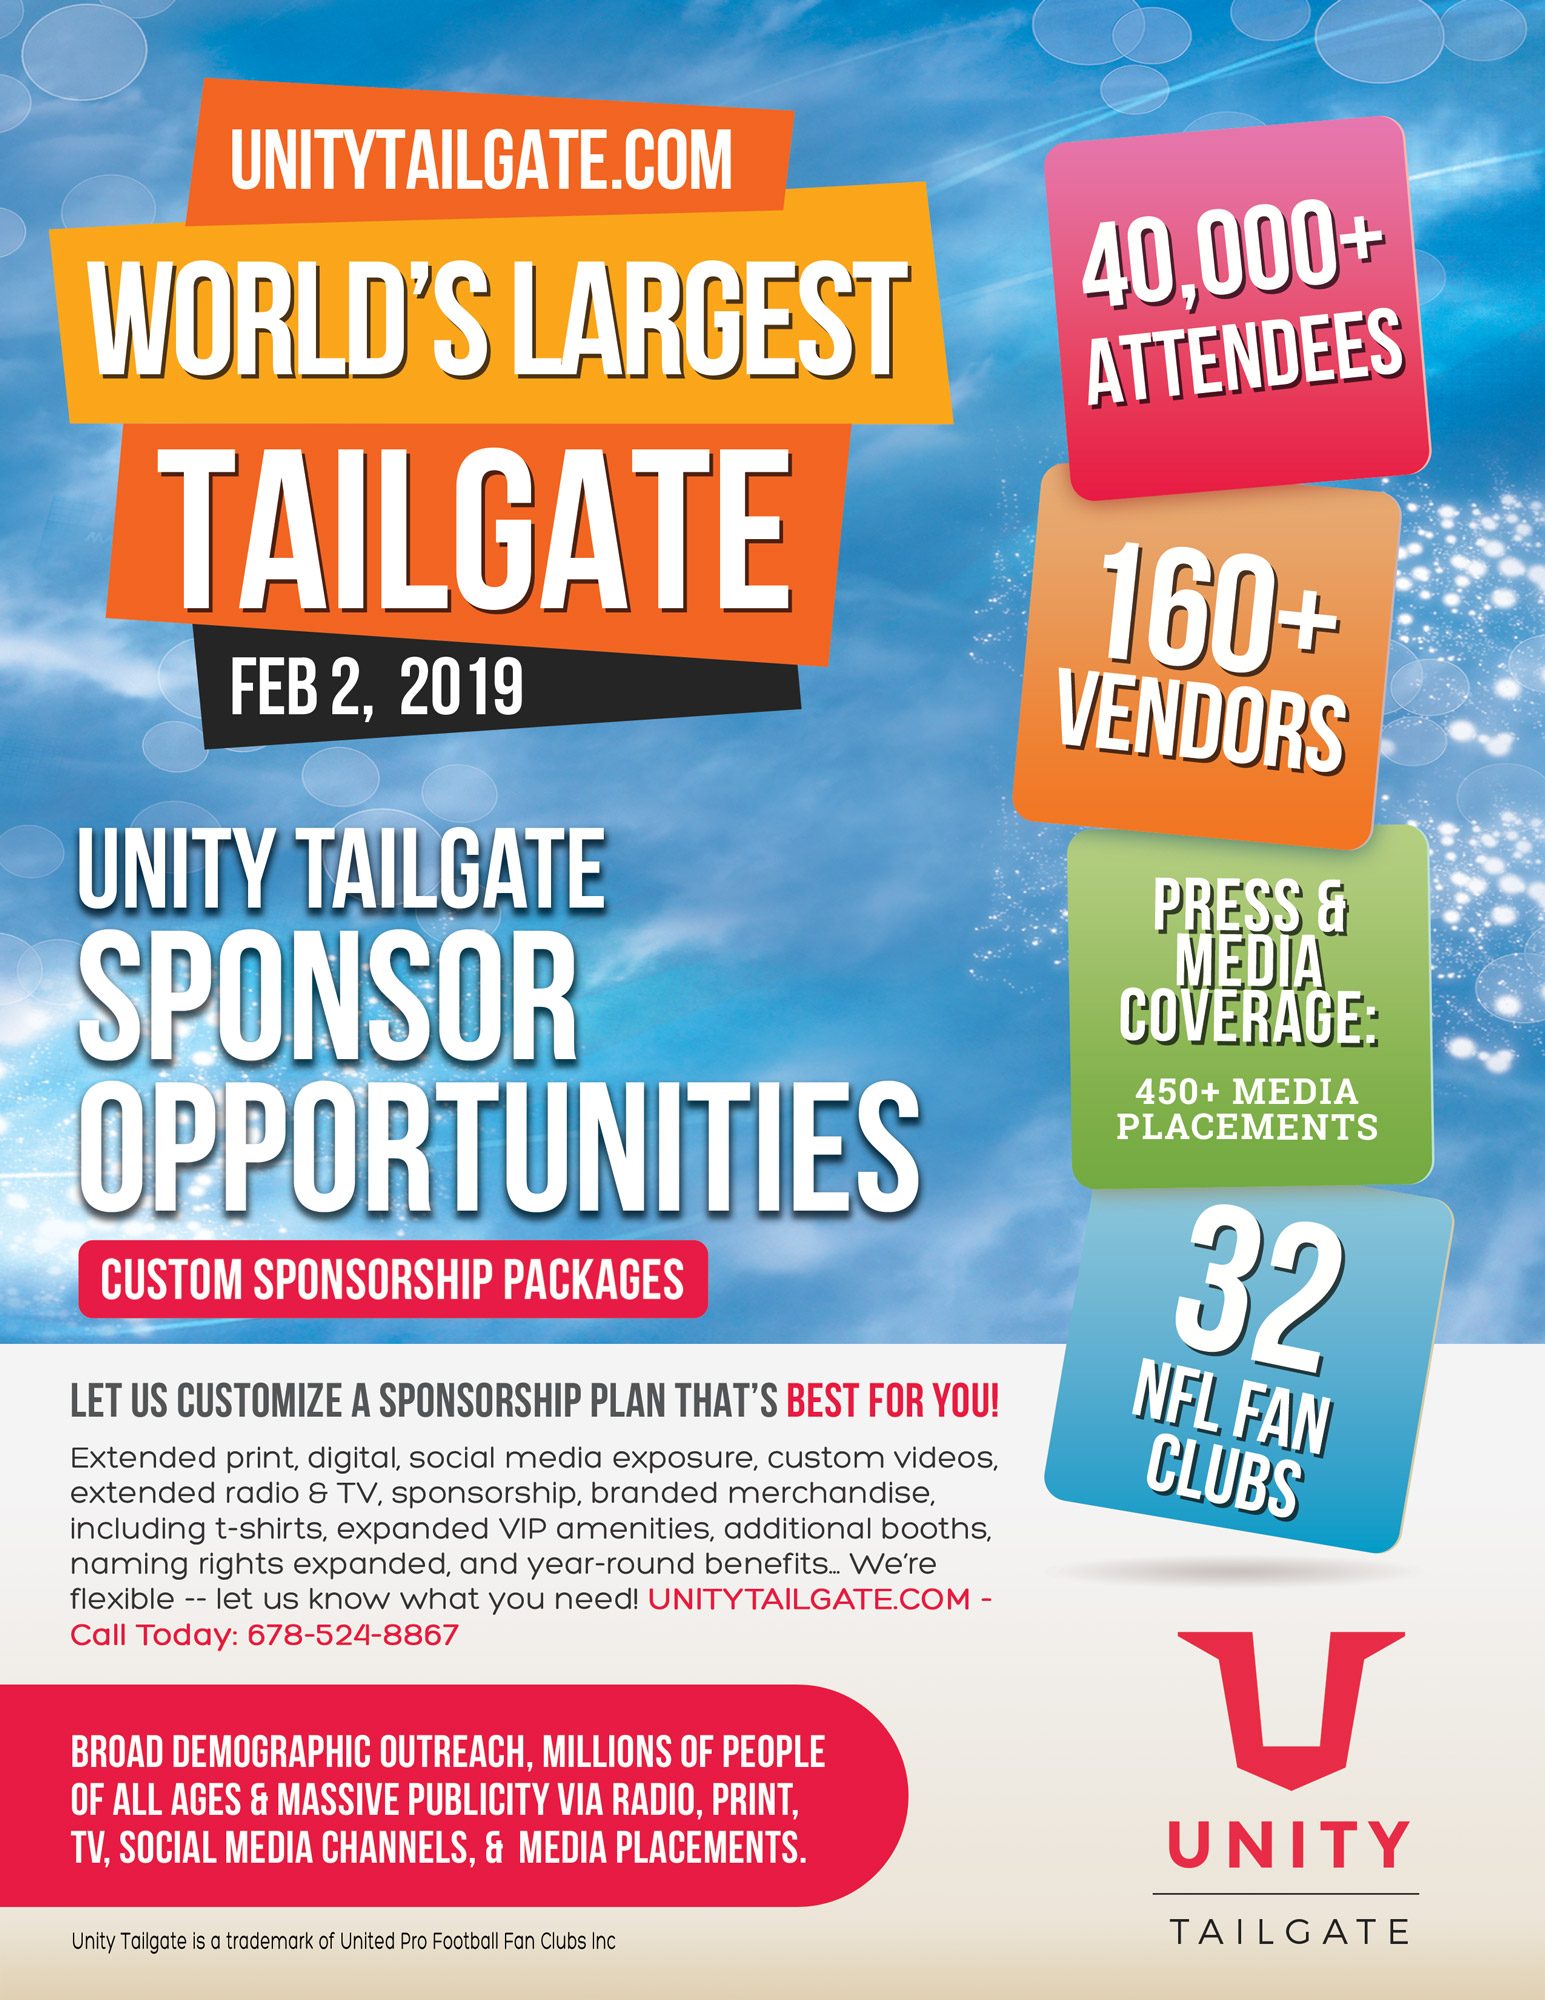 UNITYTAILGATE.COM
WORLD'S LARGEST
TAILGATE
FEB 2, 2019
UNITY TAILGATE
SPONSOR
OPPORTUNITIES
CUSTOM SPONSORSHIP PACKAGES
40,000+
ATTENDEES
160+
VENDORS
PRESS &
MEDIA
COVERAGE:
450+ MEDIA
PLACEMENTS
32
NFL FAN
CLUBS
LET US CUSTOMIZE A SPONSORSHIP PLAN THAT'S BEST FOR YOU!
Extended print, digital, social media exposure, custom videos,
extended radio & TV, sponsorship, branded merchandise,
including t-shirts, expanded VIP amenities, additional booths,
naming rights expanded, and year-round benefits... We're
flexible -- let us know what you need! UNITYTAILGATE.COM -
Call Today: 678-524-8867
BROAD DEMOGRAPHIC OUTREACH, MILLIONS OF PEOPLE
OF ALL AGES & MASSIVE PUBLICITY VIA RADIO, PRINT,
TV, SOCIAL MEDIA CHANNELS, & MEDIA PLACEMENTS.
Unity Tailgate is a trademark of United Pro Football Fan Clubs Inc
UNITY
TAILGATE